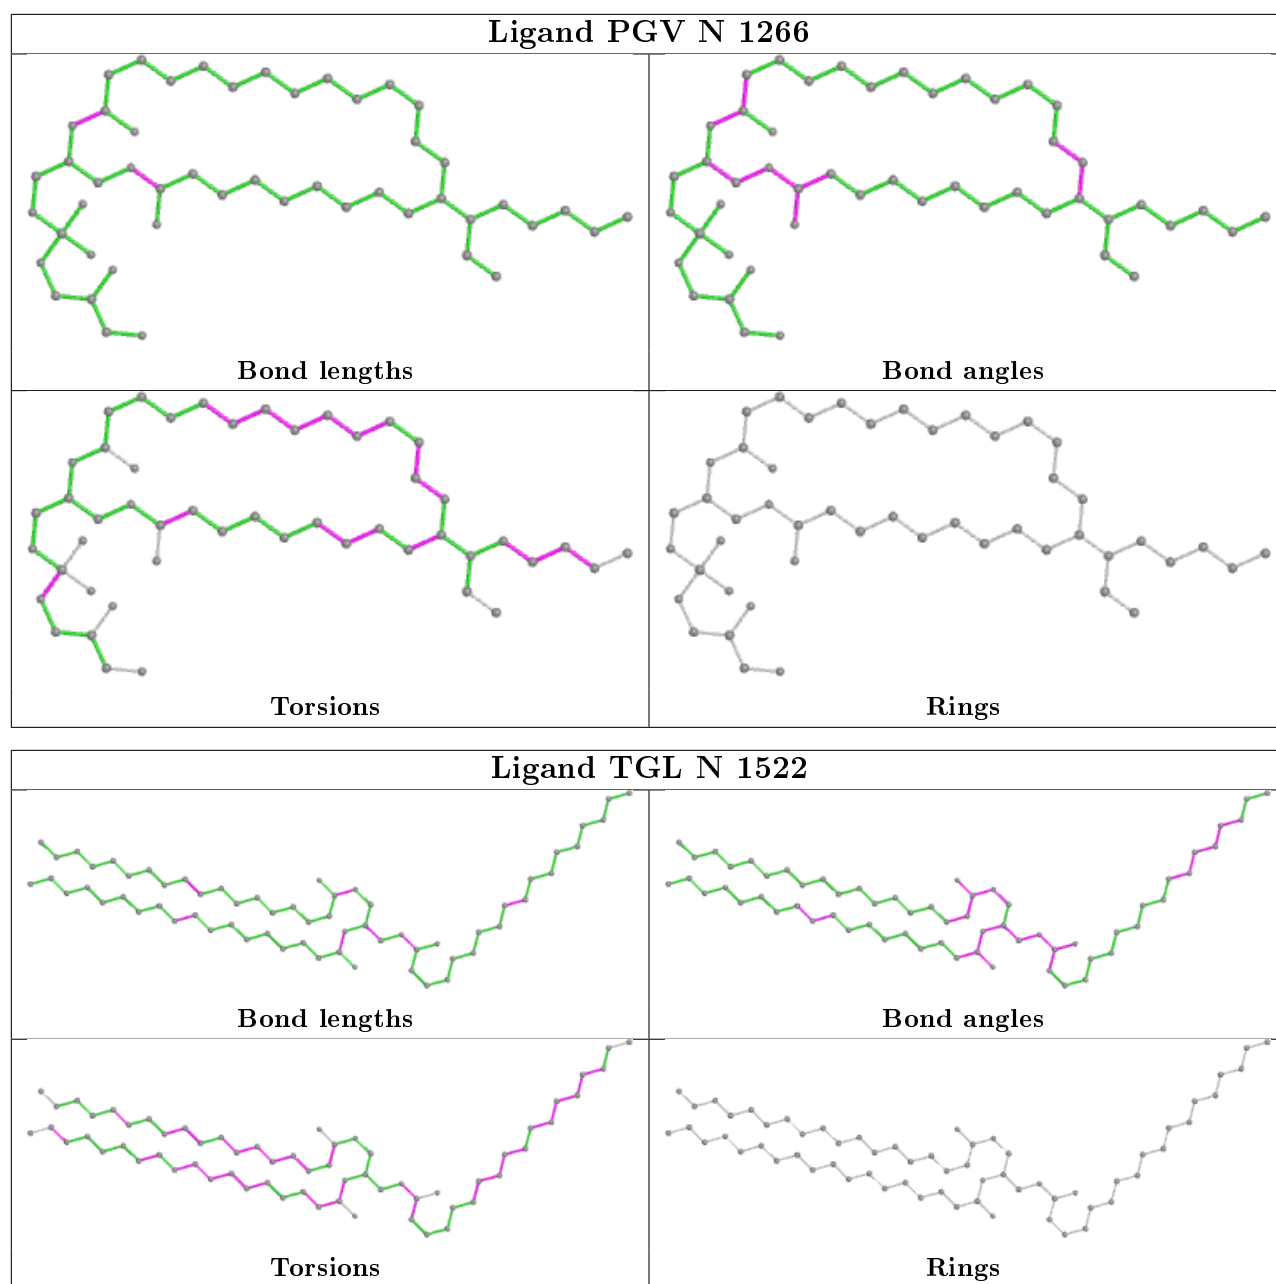 Ligand PGV N 1266
Bond lengths
Bond angles
Torsions
Rings
Ligand TGL N 1522
Bond lengths
Bond angles
Torsions
Rings